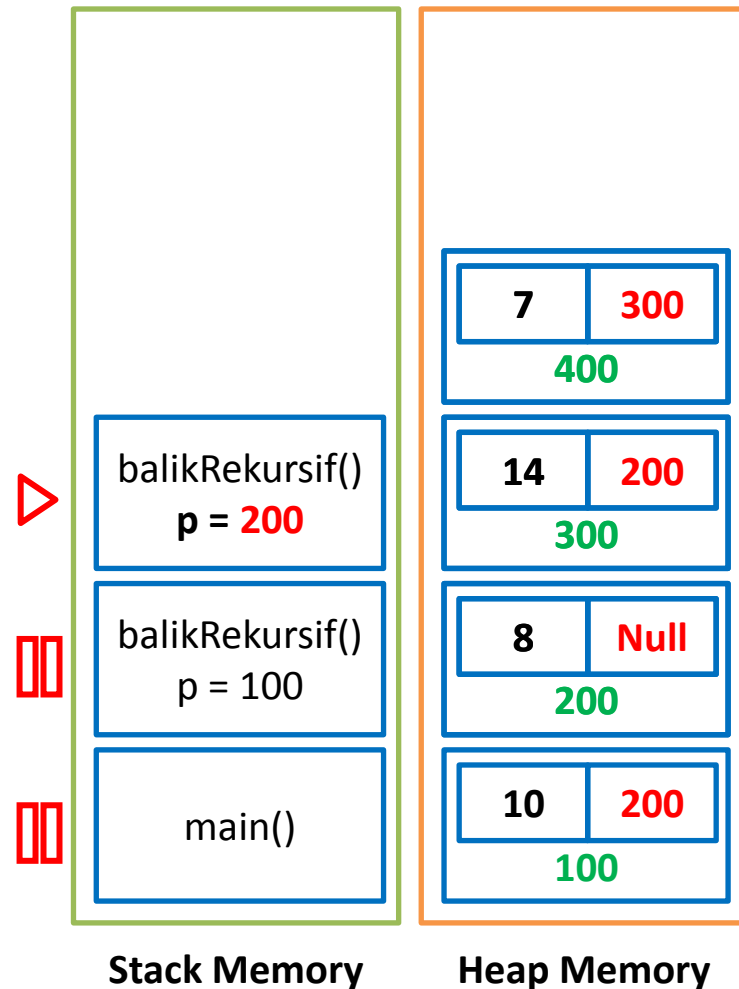 balikRekursif()
p = 200
balikRekursif()
p = 100
main()
Stack Memory
7 300
400
14 200
300
8 Null
200
10 200
100
Heap Memory